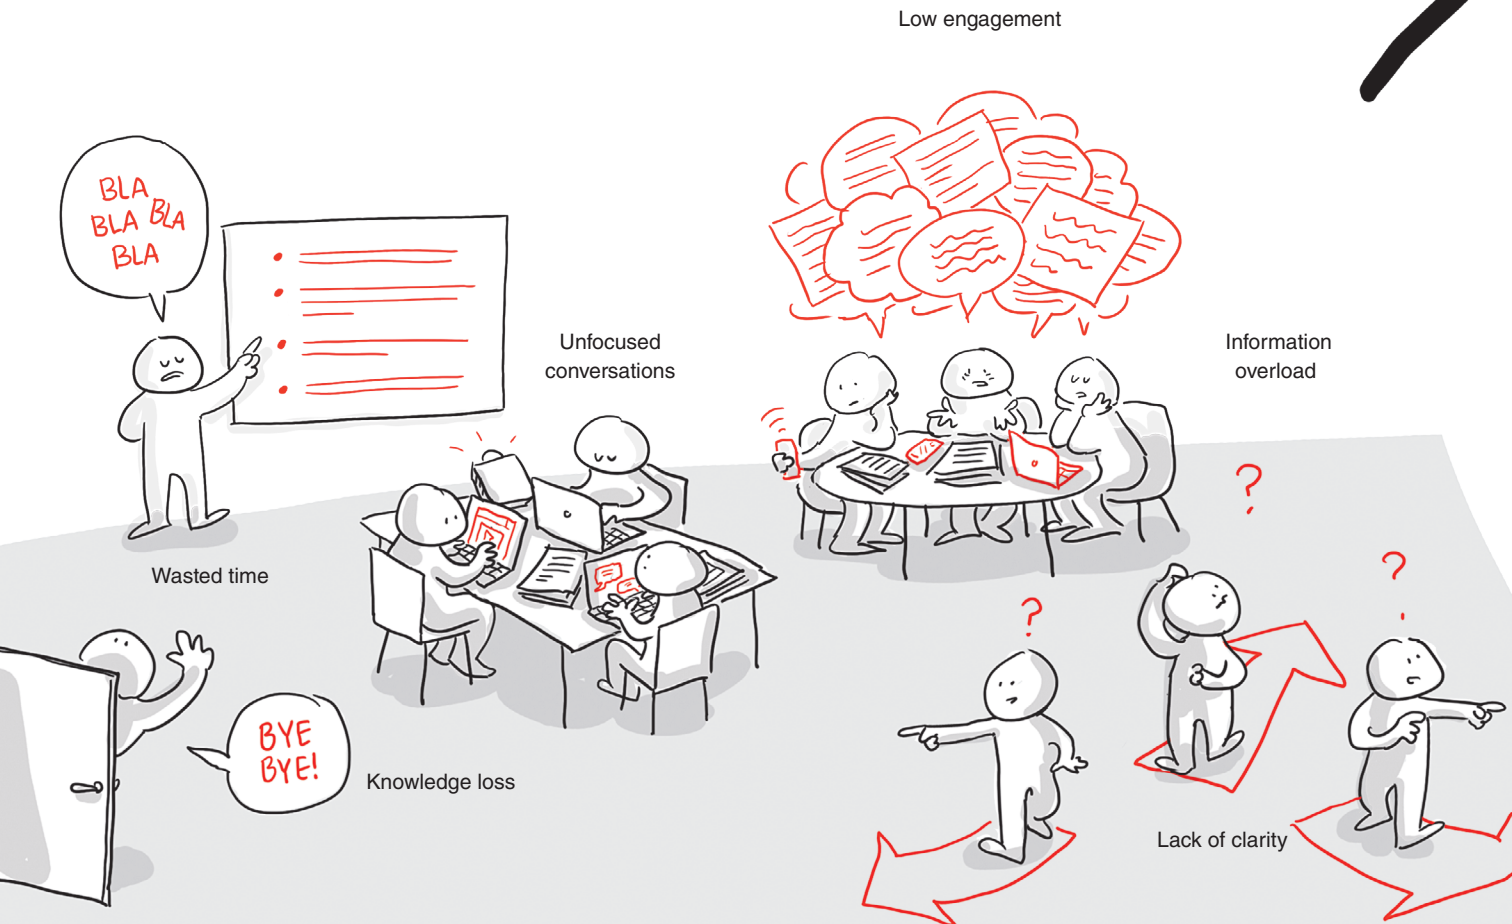 Low engagement
BLA
BLA BLA
BLA
Unfocused
conversations
Information
overload
?
Wasted time
?
?
BYE
BYE!
Knowledge loss
Lack of clarity